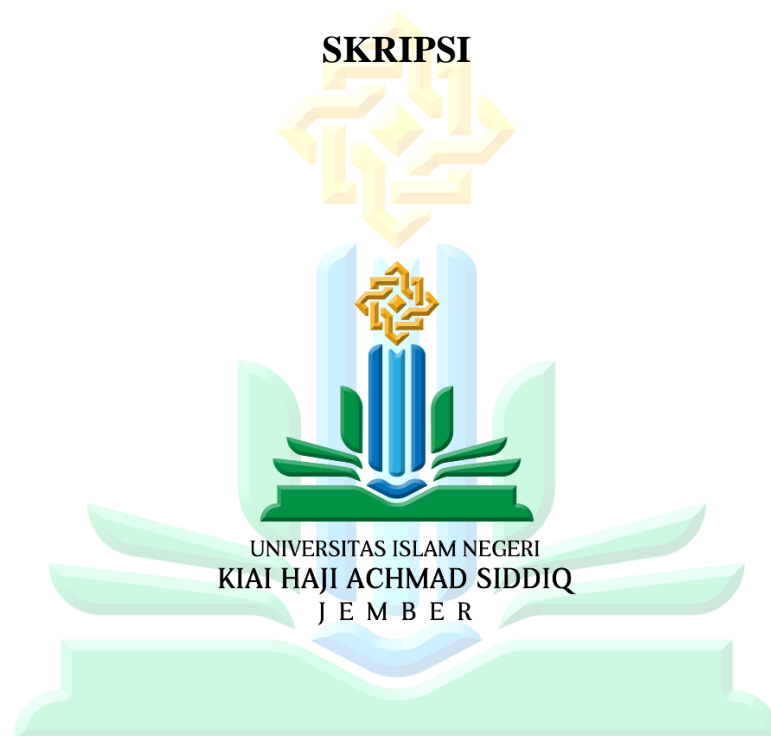 SKRIPSI
UNIVERSITAS ISLAM NEGERI
KIAI HAJI ACHMAD SIDDIQ
J E M B E R